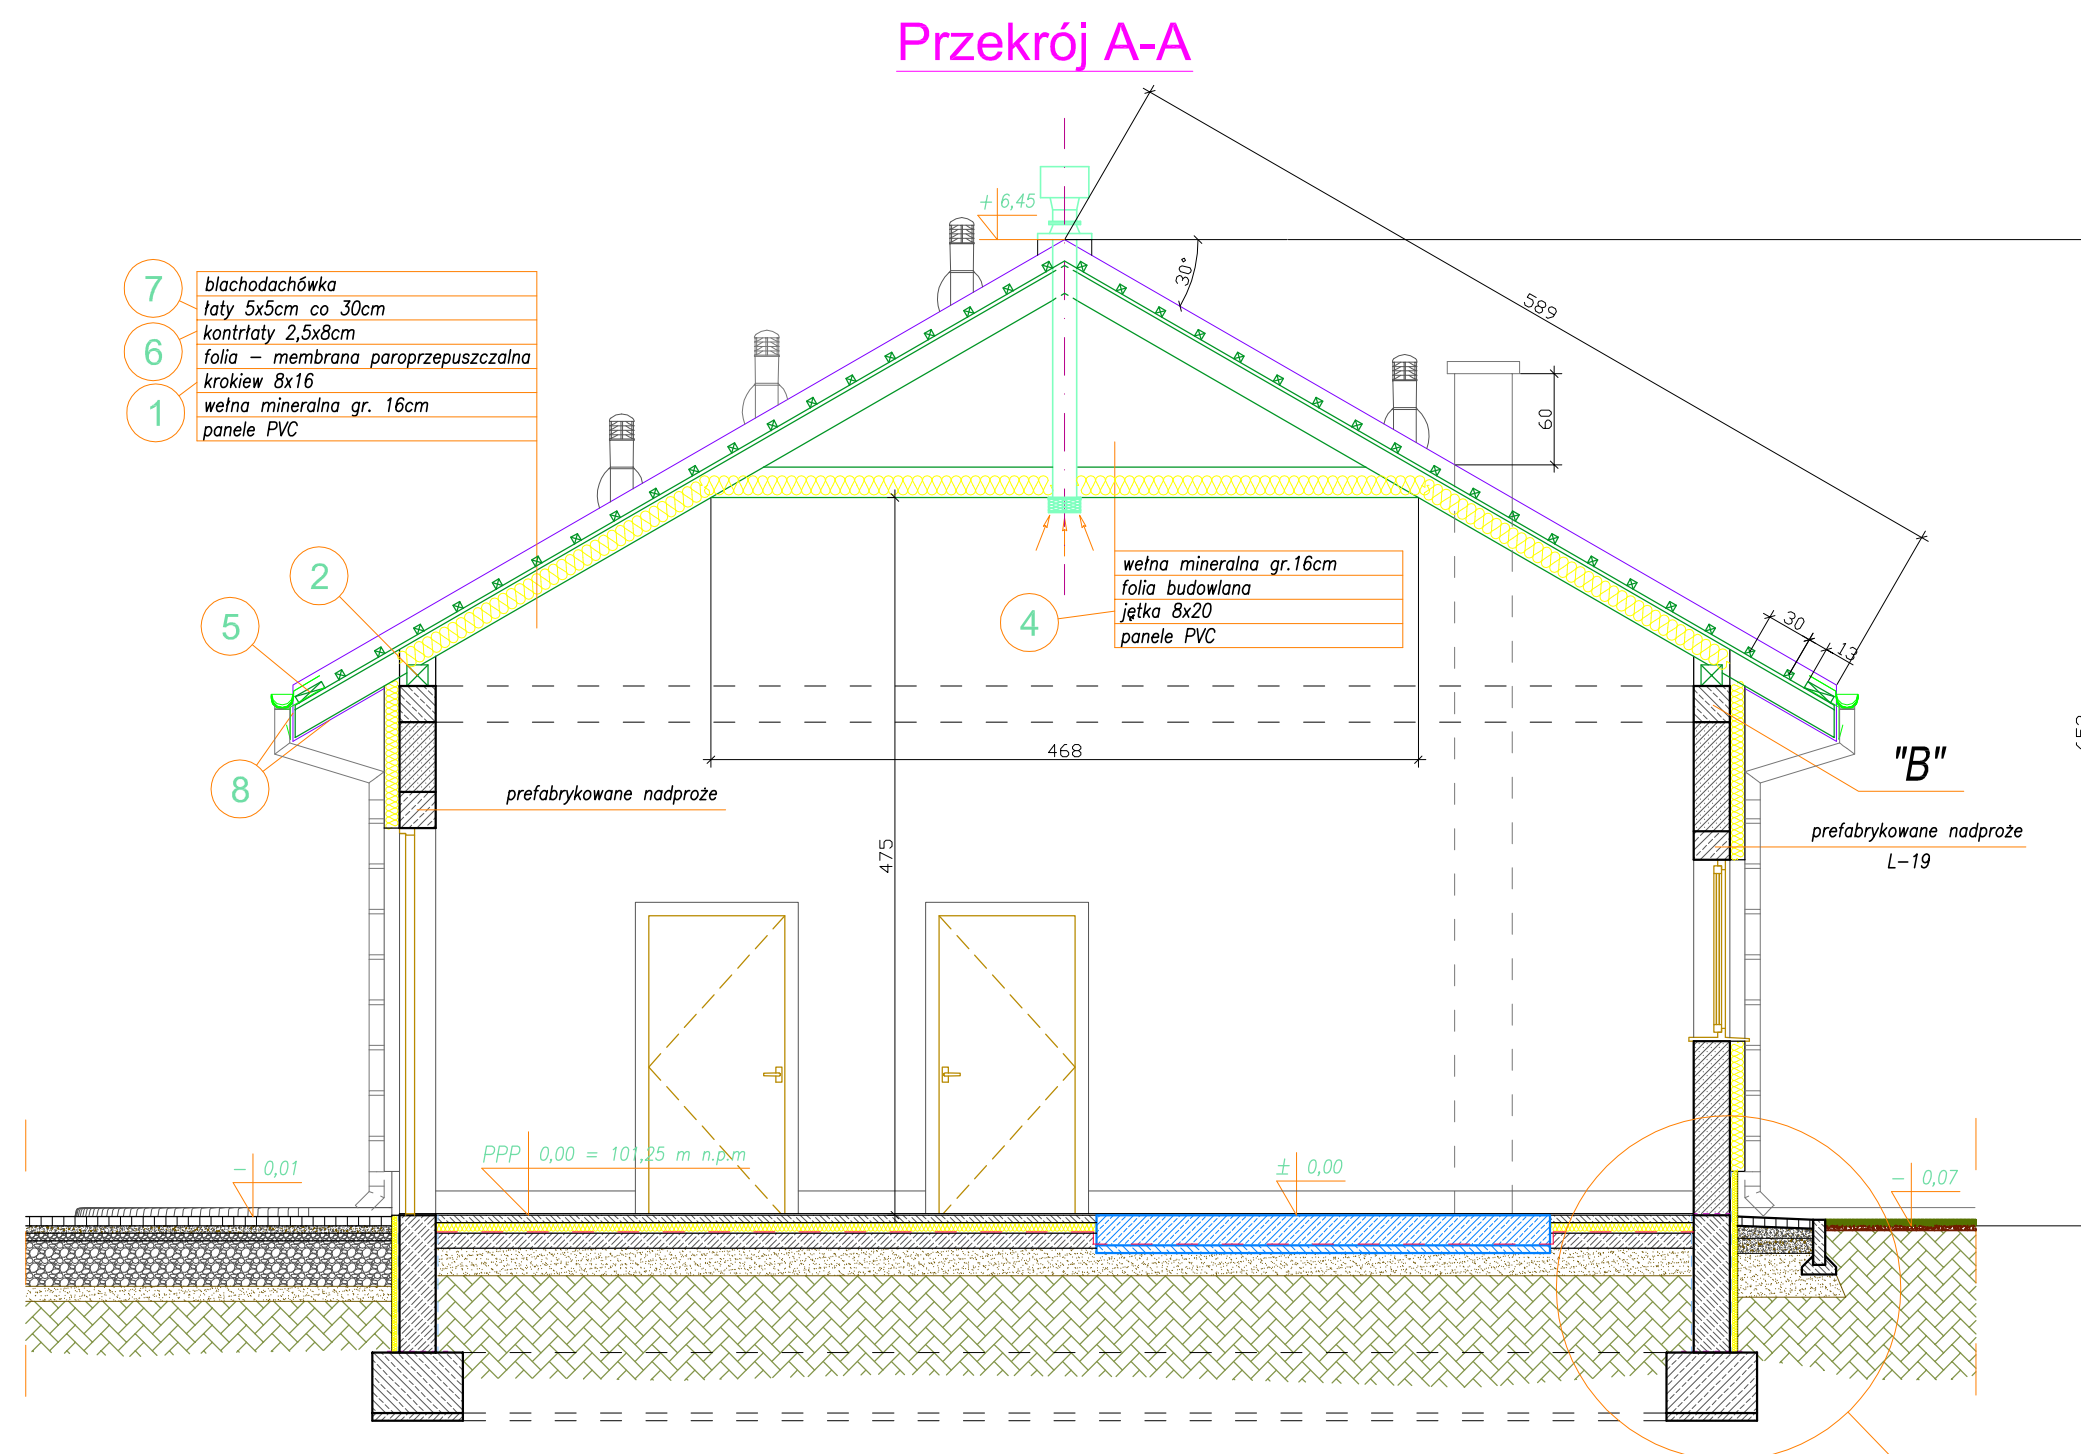 Przekrój A-A
+ 6,45
30°
589
7
6
1
blachodachówka
łaty 5x5cm co 30cm
kontrłaty 2,5x8cm
folia – membrana paroprzepuszczalna
krokiew 8x16
wełna mineralna gr. 16cm
panele PVC
60
2
5
4
wełna mineralna gr.16cm
folia budowlana
jętka 8x20
panele PVC
30
13
468
8
"B"
prefabrykowane nadproże
475
prefabrykowane nadproże
L–19
PPP 0,00 = 101,25 m n.p.m
– 0,01
± 0,00
– 0,07